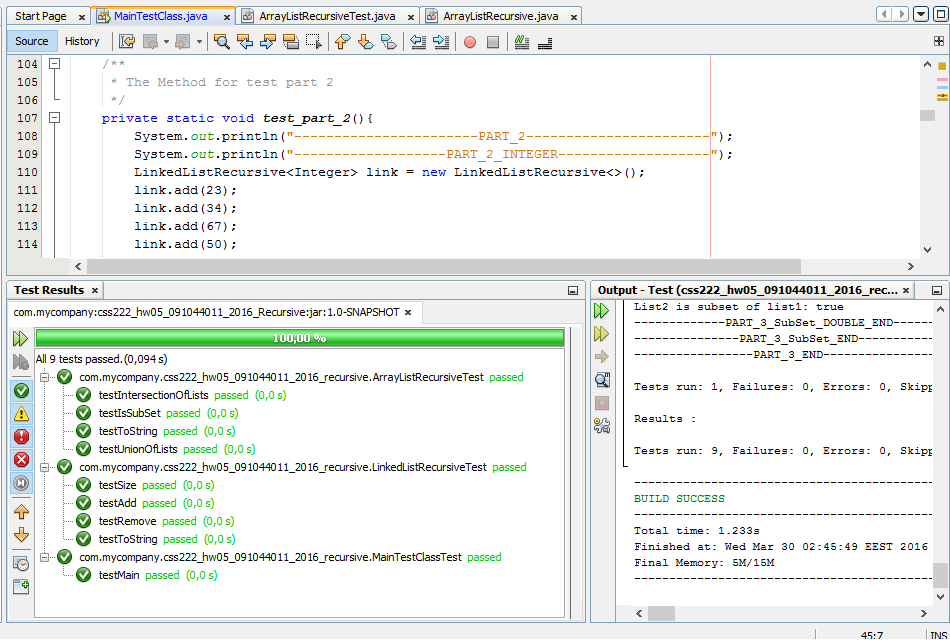 Start Page × MainTestClass.java × ArrayListRecursiveTest.java × ArrayListRecursive.java ×
Source History
104 /**
105 * The Method for test part 2
106 */
107 private static void test_part_2(){
108 System.out.println("-----------------------PART_2-----------------------");
109 System.out.println("-------------------PART_2_INTEGER-------------------");
110 LinkedListRecursive<Integer> link = new LinkedListRecursive<>();
111 link.add(23);
112 link.add(34);
113 link.add(67);
114 link.add(50);
Test Results ×
com.mycompany:css222_hw05_091044011_2016_Recursive:jar:1.0-SNAPSHOT ×
100,00 %
All 9 tests passed.(0,094 s)
com.mycompany.css222_hw05_091044011_2016_recursive.ArrayListRecursiveTest passed
testIntersectionOfLists passed (0,0 s)
testIsSubSet passed (0,0 s)
testToString passed (0,0 s)
testUnionOfLists passed (0,0 s)
com.mycompany.css222_hw05_091044011_2016_recursive.LinkedListRecursiveTest passed
testSize passed (0,0 s)
testAdd passed (0,0 s)
testRemove passed (0,0 s)
testToString passed (0,0 s)
com.mycompany.css222_hw05_091044011_2016_recursive.MainTestClassTest passed
testMain passed (0,0 s)
Output - Test (css222_hw05_091044011_2016_rec... ×
List2 is subset of list1: true
-------------PART_3_SubSet_DOUBLE_END------
---------------PART_3_SubSet_END-----------
-----------------PART_3_END----------------
Tests run: 1, Failures: 0, Errors: 0, Skipp
Results :
Tests run: 9, Failures: 0, Errors: 0, Skipp
-------------------------------------------
BUILD SUCCESS
-------------------------------------------
Total time: 1.233s
Finished at: Wed Mar 30 02:45:49 EEST 2016
Final Memory: 5M/15M
-------------------------------------------
45:7 INS